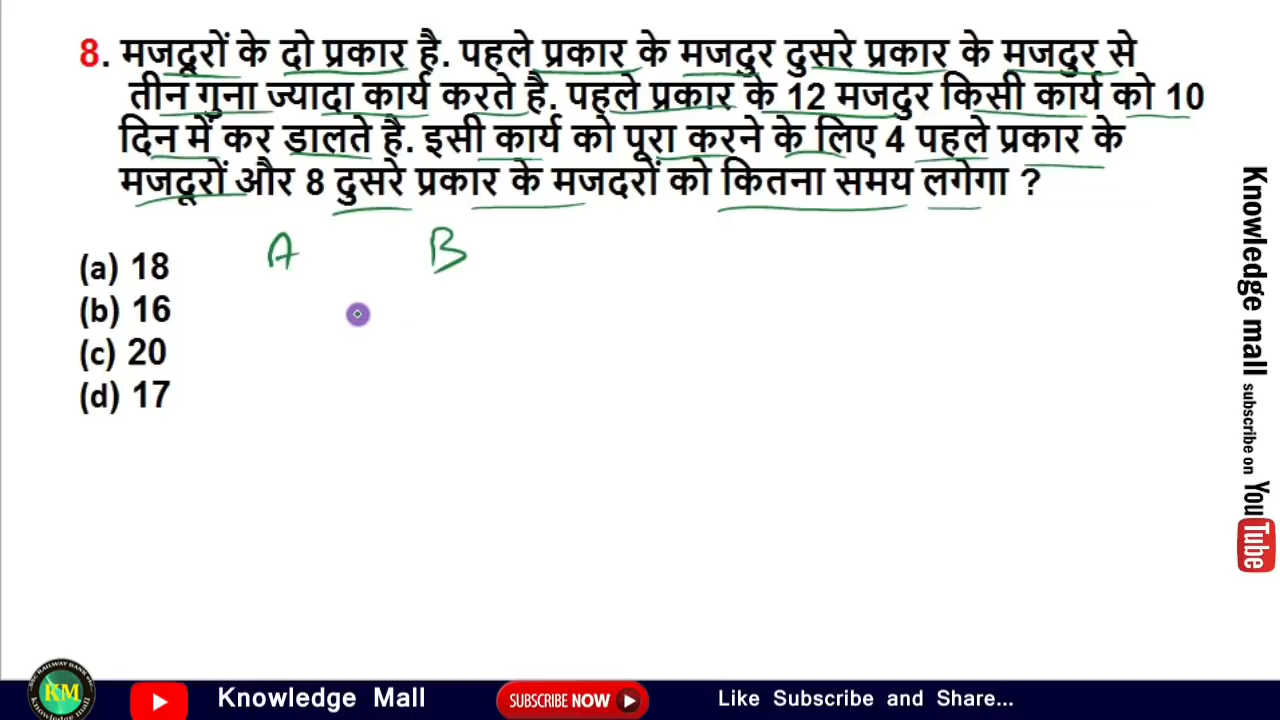 8. मजदूरों के दो प्रकार है. पहले प्रकार के मजदुर दुसरे प्रकार के मजदुर से
तीन गुना ज्यादा कार्य करते है. पहले प्रकार के 12 मजदुर किसी कार्य को 10
दिन में कर डालते है. इसी कार्य को पूरा करने के लिए 4 पहले प्रकार के
मजदूरों और 8 दुसरे प्रकार के मजदरों को कितना समय लगेगा ?
A B
(a) 18
(b) 16
(c) 20
(d) 17
Knowledge mall subscribe on YouTube
KM
Knowledge Mall
SUBSCRIBE NOW
Like Subscribe and Share...